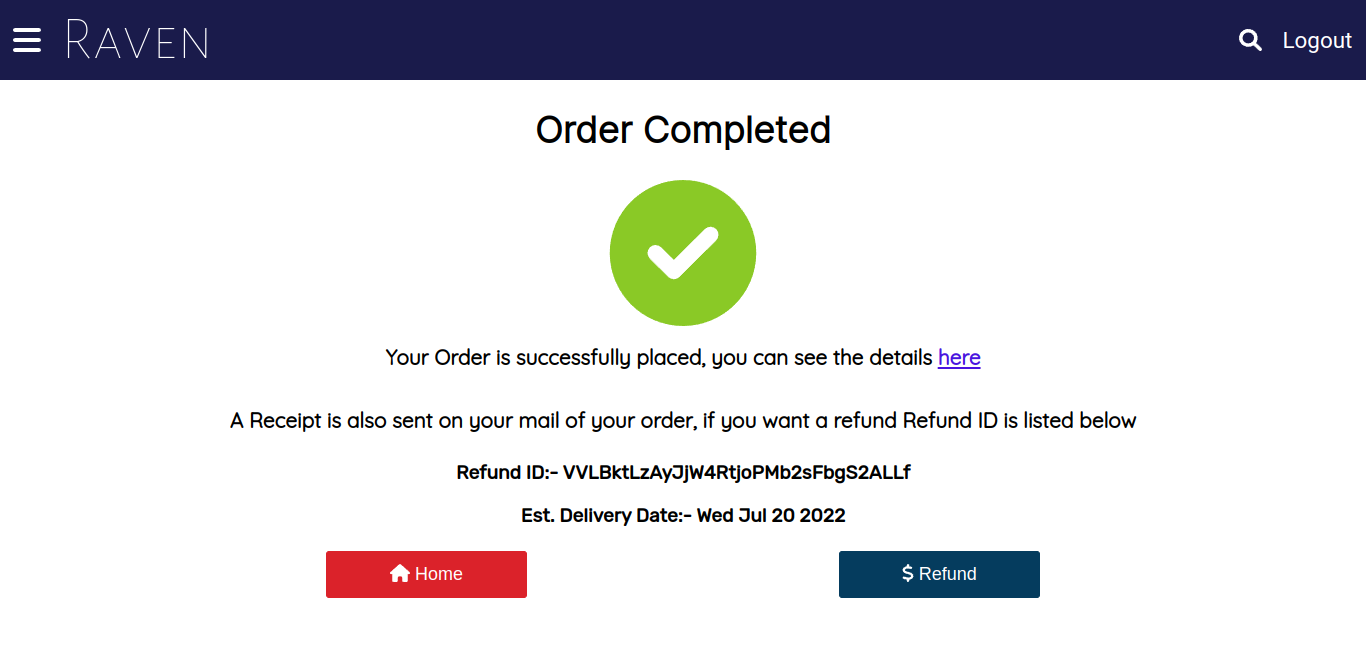 RAVEN
Logout
Order Completed
Your Order is successfully placed, you can see the details here
A Receipt is also sent on your mail of your order, if you want a refund Refund ID is listed below
Refund ID:- VVLBktLzAyJjW4RtjoPMb2sFbgS2ALLf
Est. Delivery Date:- Wed Jul 20 2022
Home
$ Refund